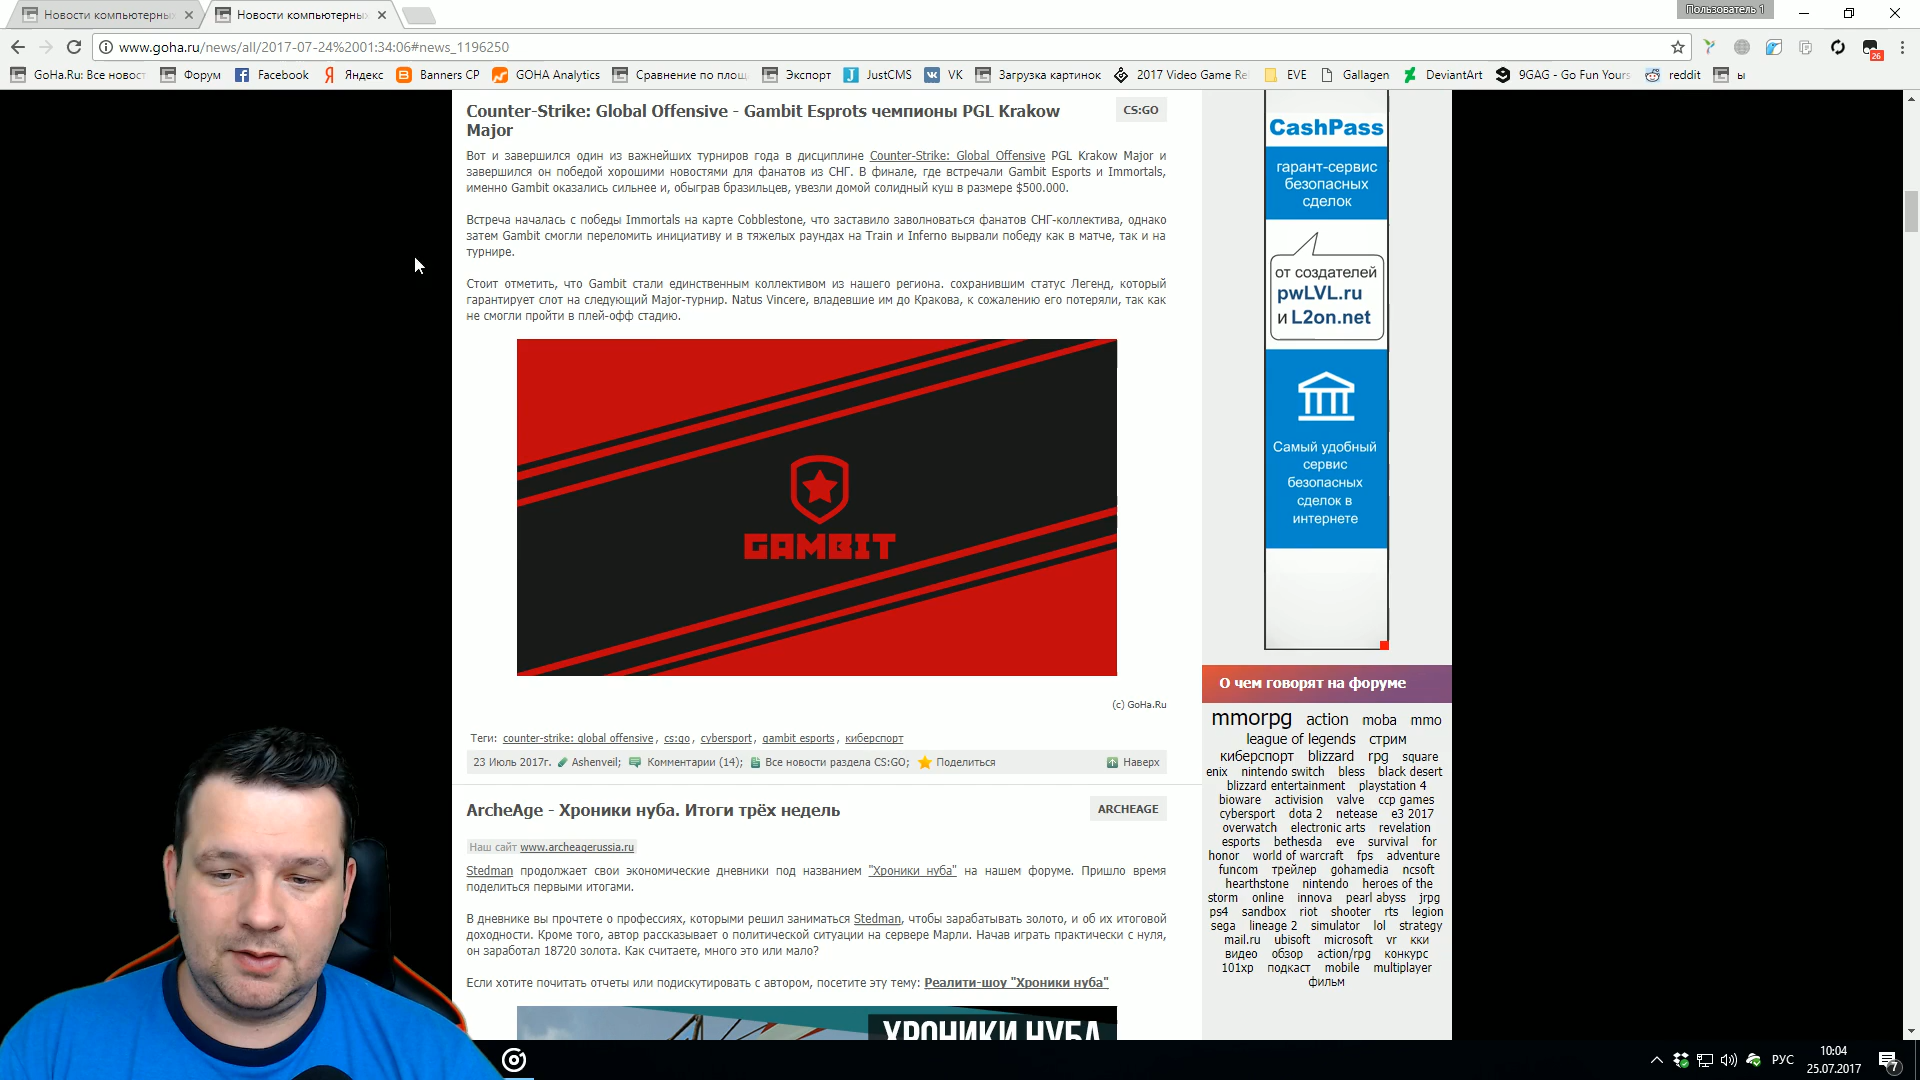 Новости компьютерны
Новости компьютерны
Пользователь 1
www.goha.ru/news/all/2017-07-24%2001:34:06#news_1196250
26
GoHa.Ru: Все новост
Форум
Facebook
Яндекс
Banners CP
GOHA Analytics
Сравнение по площ
Экспорт
JustCMS
VK
Загрузка картинок
2017 Video Game Rel
EVE
Gallagen
DeviantArt
9GAG - Go Fun Yours
reddit
ы
Counter-Strike: Global Offensive - Gambit Esprots чемпионы PGL Krakow
Major
CS:GO
Вот и завершился один из важнейших турниров года в дисциплине Counter-Strike: Global Offensive PGL Krakow Major и
завершился он победой хорошими новостями для фанатов из СНГ. В финале, где встречали Gambit Esports и Immortals,
именно Gambit оказались сильнее и, обыграв бразильцев, увезли домой солидный куш в размере $500.000.
Встреча началась с победы Immortals на карте Cobblestone, что заставило заволноваться фанатов СНГ-коллектива, однако
затем Gambit смогли переломить инициативу и в тяжелых раундах на Train и Inferno вырвали победу как в матче, так и на
турнире.
Стоит отметить, что Gambit стали единственным коллективом из нашего региона. сохранившим статус Легенд, который
гарантирует слот на следующий Major-турнир. Natus Vincere, владевшие им до Кракова, к сожалению его потеряли, так как
не смогли пройти в плей-офф стадию.
GAMBIT
(c) GoHa.Ru
Теги: counter-strike: global offensive, cs:go, cybersport, gambit esports, киберспорт
23 Июль 2017г. Ashenveil; Комментарии (14); Все новости раздела CS:GO; Поделиться Наверх
ArcheAge - Хроники нуба. Итоги трёх недель
ARCHEAGE
Наш сайт www.archeagerussia.ru
Stedman продолжает свои экономические дневники под названием "Хроники нуба" на нашем форуме. Пришло время
поделиться первыми итогами.
В дневнике вы прочтете о профессиях, которыми решил заниматься Stedman, чтобы зарабатывать золото, и об их итоговой
доходности. Кроме того, автор рассказывает о политической ситуации на сервере Марли. Начав играть практически с нуля,
он заработал 18720 золота. Как считаете, много это или мало?
Если хотите почитать отчеты или подискутировать с автором, посетите эту тему: Реалити-шоу "Хроники нуба"
ХРОНИКИ НУБА
CashPass
гарант-сервис
безопасных
сделок
от создателей
pwLVL.ru
и L2on.net
Самый удобный
сервис
безопасных
сделок в
интернете
О чем говорят на форуме
mmorpg action moba mmo
league of legends стрим
киберспорт blizzard rpg square
enix nintendo switch bless black desert
blizzard entertainment playstation 4
bioware activision valve ccp games
cybersport dota 2 netease e3 2017
overwatch electronic arts revelation
esports bethesda eve survival for
honor world of warcraft fps adventure
funcom трейлер gohamedia ncsoft
hearthstone nintendo heroes of the
storm online innova pearl abyss jrpg
ps4 sandbox riot shooter rts legion
sega lineage 2 simulator lol strategy
mail.ru ubisoft microsoft vr кки
видео обзор action/rpg конкурс
101xp подкаст mobile multiplayer
фильм
РУС
10:04
25.07.2017
7